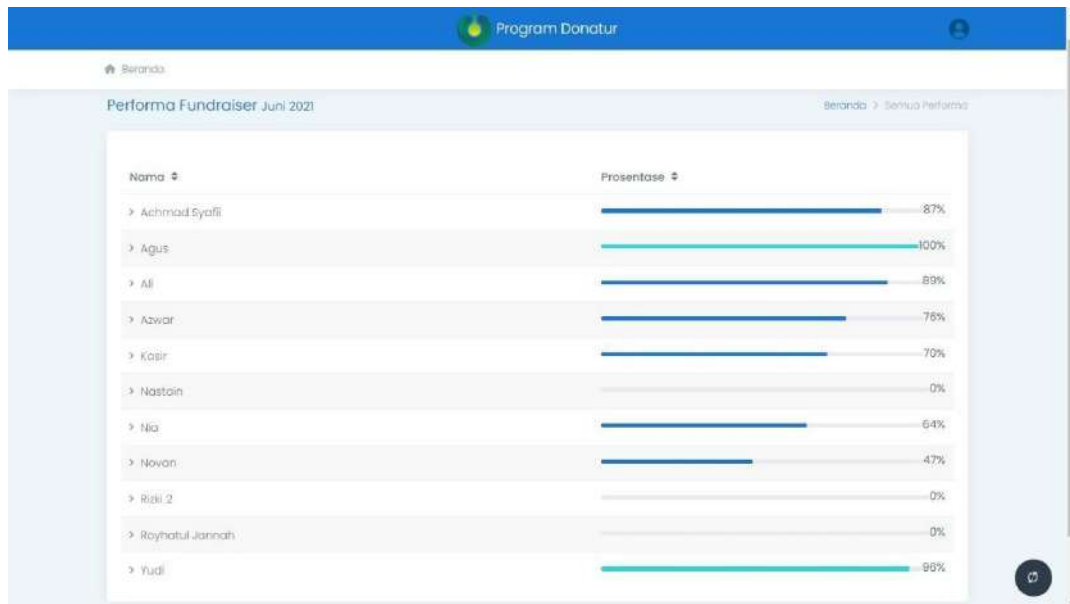 Program Donatur
Beranda
Performa Fundraiser Juni 2021
Beranda > Semua Performa
Nama Prosentase
> Achmad Syafii 87%
> Agus 100%
> Ali 89%
> Azwar 76%
> Kasir 70%
> Nastain 0%
> Nia 64%
> Novan 47%
> Rizki 2 0%
> Royhatul Jannah 0%
> Yudi 96%